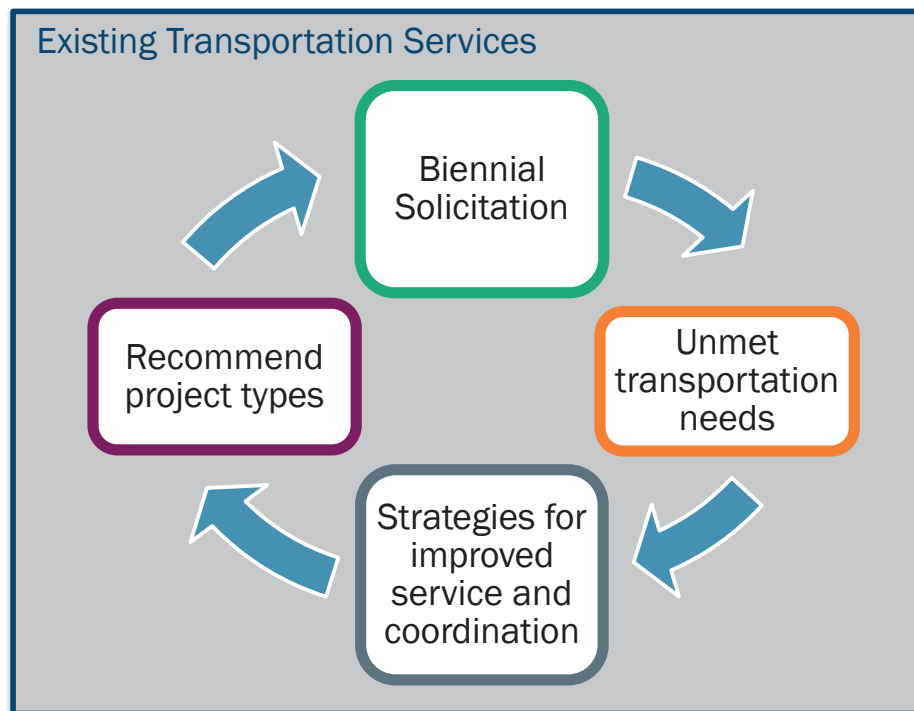 Existing Transportation Services
Biennial
Solicitation
Unmet
transportation
needs
Strategies for
improved
service and
coordination
Recommend
project types